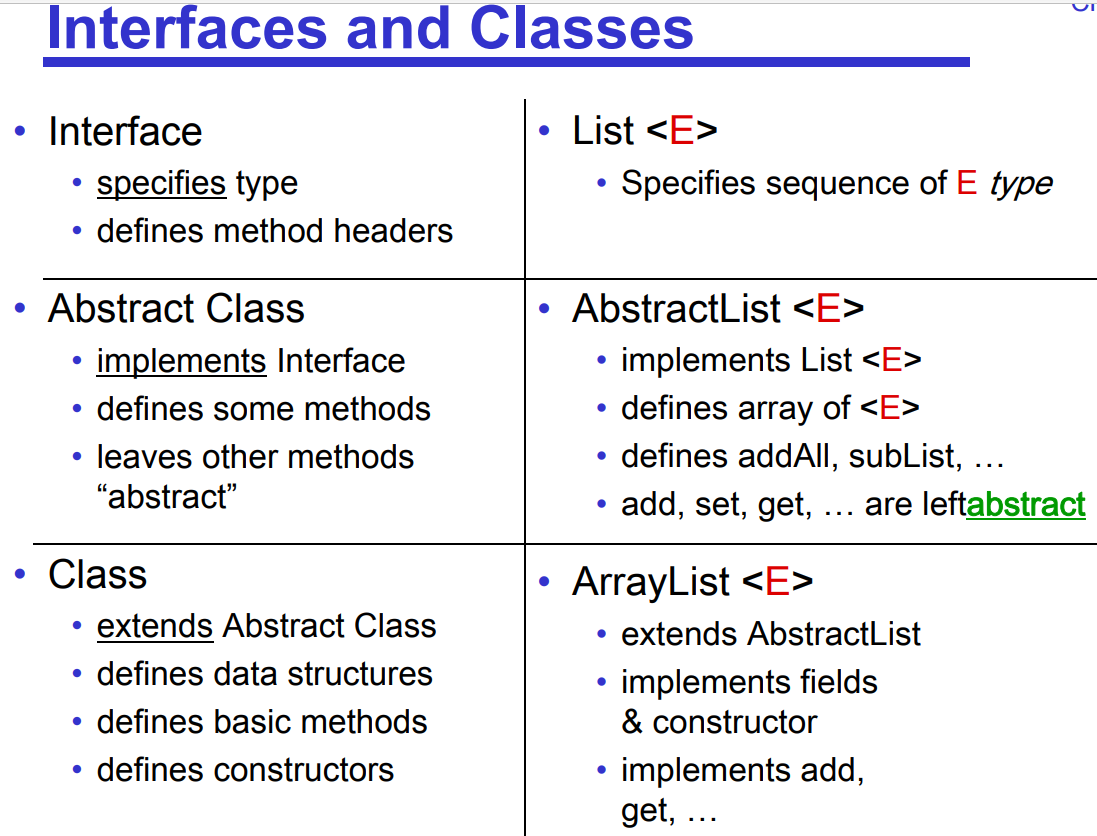 Interfaces and Classes
• Interface
• specifies type
• defines method headers
• List <E>
• Specifies sequence of E type
• Abstract Class
• implements Interface
• defines some methods
• leaves other methods
“abstract”
• AbstractList <E>
• implements List <E>
• defines array of <E>
• defines addAll, subList, …
• add, set, get, … are leftabstract
• Class
• extends Abstract Class
• defines data structures
• defines basic methods
• defines constructors
• ArrayList <E>
• extends AbstractList
• implements fields
& constructor
• implements add,
get, …